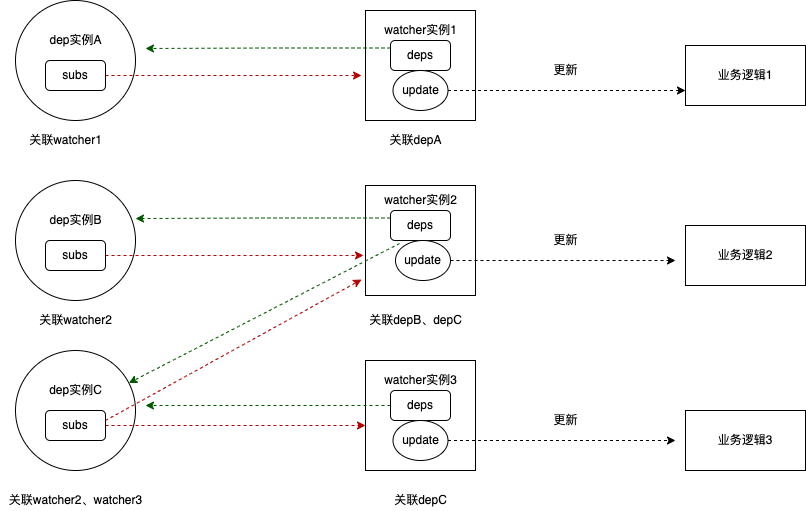 dep实例A
subs
关联watcher1
watcher实例1
deps
update
关联depA
更新
业务逻辑1
dep实例B
subs
关联watcher2
watcher实例2
deps
update
关联depB、depC
更新
业务逻辑2
dep实例C
subs
关联watcher2、watcher3
watcher实例3
deps
update
关联depC
更新
业务逻辑3